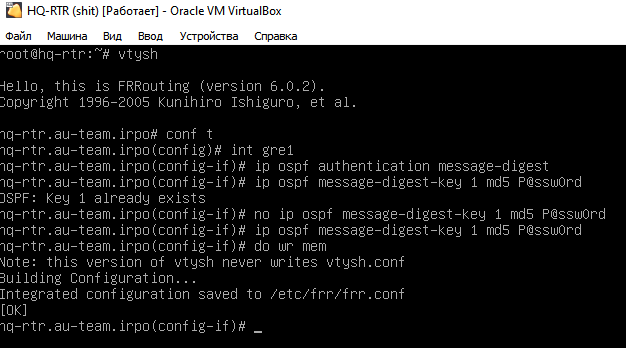 HQ-RTR (shit) [Работает] - Oracle VM VirtualBox
Файл Машина Вид Ввод Устройства Справка
root@hq-rtr:~# vtysh
Hello, this is FRRouting (version 6.0.2).
Copyright 1996-2005 Kunihiro Ishiguro, et al.
hq-rtr.au-team.irpo# conf t
hq-rtr.au-team.irpo(config)# int gre1
hq-rtr.au-team.irpo(config-if)# ip ospf authentication message-digest
hq-rtr.au-team.irpo(config-if)# ip ospf message-digest-key 1 md5 P@ssw0rd
OSPF: Key 1 already exists
hq-rtr.au-team.irpo(config-if)# no ip ospf message-digest-key 1 md5 P@ssw0rd
hq-rtr.au-team.irpo(config-if)# ip ospf message-digest-key 1 md5 P@ssw0rd
hq-rtr.au-team.irpo(config-if)# do wr mem
Note: this version of vtysh never writes vtysh.conf
Building Configuration...
Integrated configuration saved to /etc/frr/frr.conf
[OK]
hq-rtr.au-team.irpo(config-if)# _